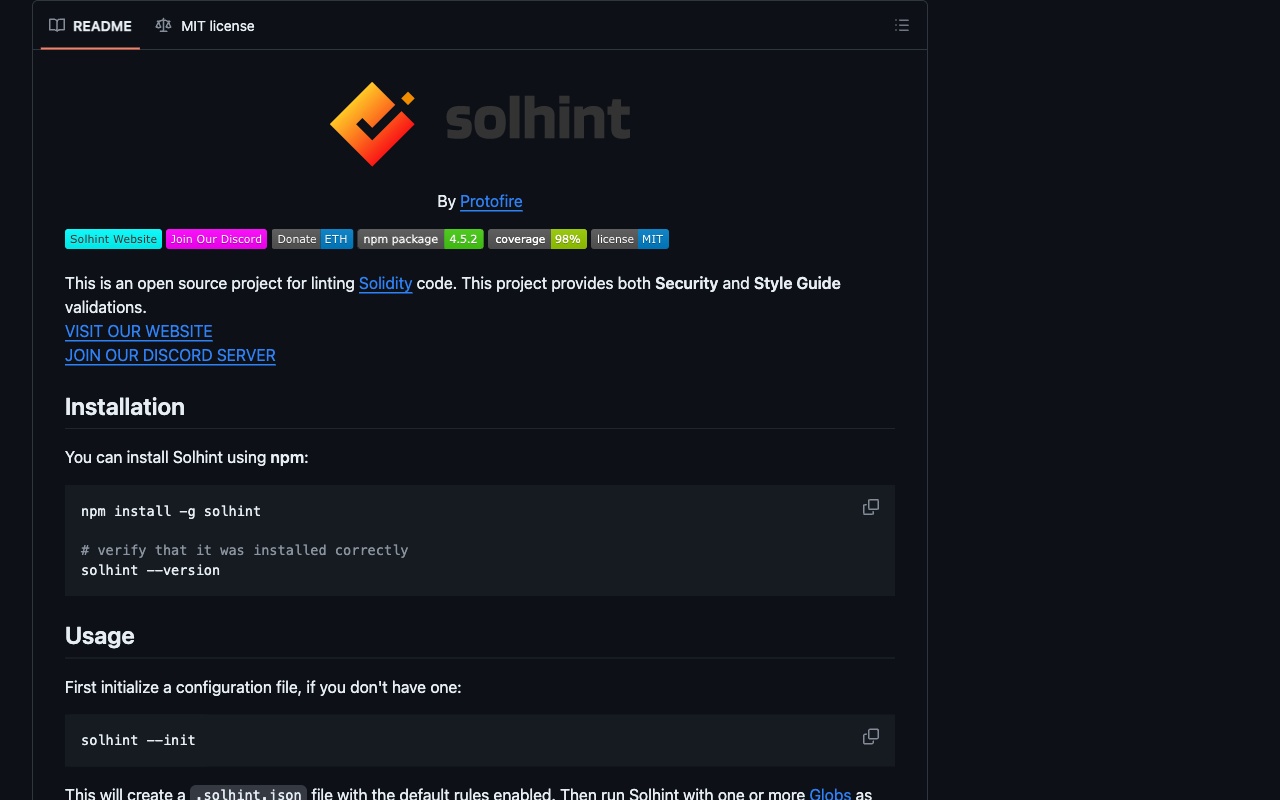 README MIT license
solhint
By Protofire
Solhint Website Join Our Discord Donate ETH npm package 4.5.2 coverage 98% license MIT
This is an open source project for linting Solidity code. This project provides both Security and Style Guide
validations.
VISIT OUR WEBSITE
JOIN OUR DISCORD SERVER
Installation
You can install Solhint using npm:
npm install -g solhint
# verify that it was installed correctly
solhint --version
Usage
First initialize a configuration file, if you don't have one:
solhint --init
This will create a .solhint.json file with the default rules enabled. Then run Solhint with one or more Globs as